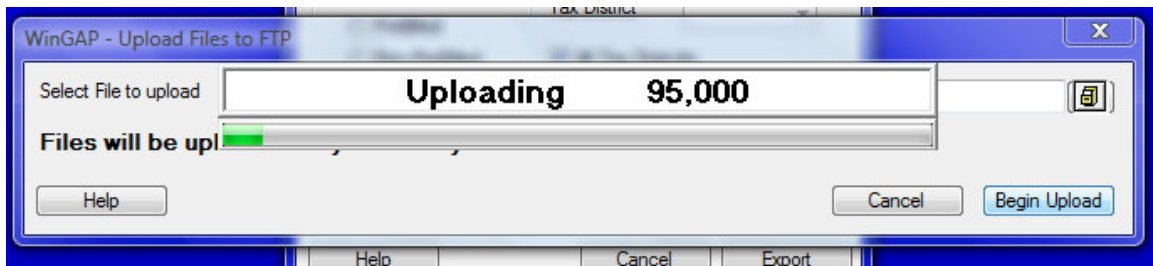 Tax District
WinGAP - Upload Files to FTP
X
Select File to upload
Uploading 95,000
Files will be upl
Help
Cancel
Begin Upload
Help
Cancel
Export